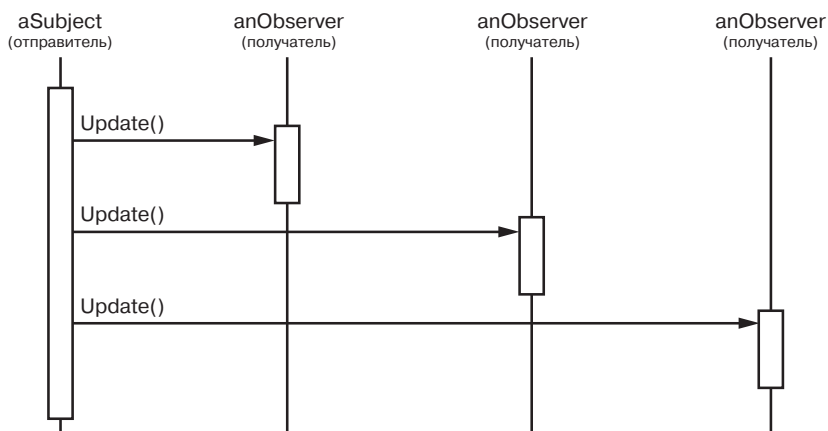 aSubject
(отправитель)
anObserver
(получатель)
anObserver
(получатель)
anObserver
(получатель)
Update()
Update()
Update()